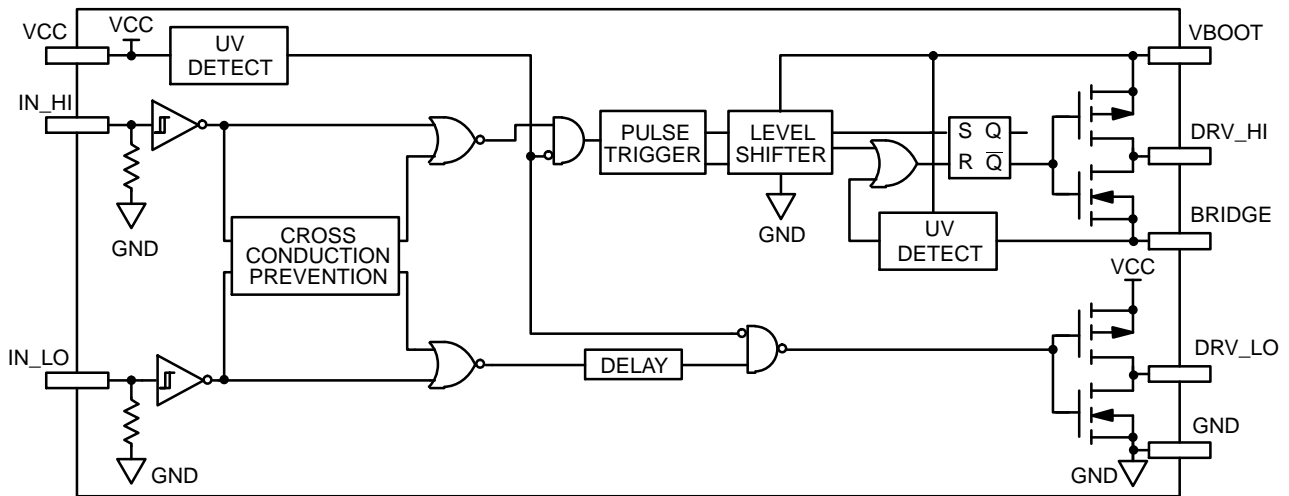 VCC
VCC
UV
DETECT
VBOOT
IN_HI
GND
PULSE
TRIGGER
LEVEL
SHIFTER
GND
S Q
R Q̅
DRV_HI
BRIDGE
UV
DETECT
CROSS
CONDUCTION
PREVENTION
VCC
IN_LO
GND
DELAY
DRV_LO
GND
GND